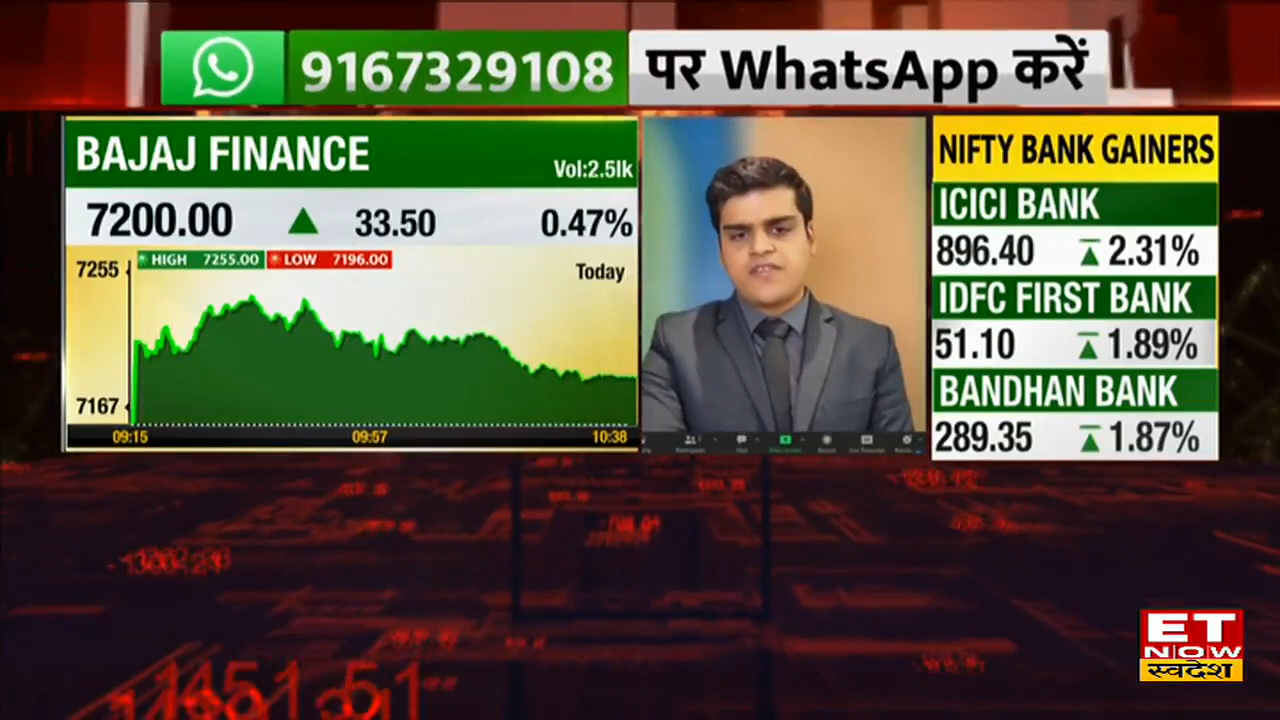 9167329108 पर WhatsApp करें
BAJAJ FINANCE Vol:2.5lk
7200.00 33.50 0.47%
HIGH 7255.00 LOW 7196.00
7255
Today
7167
09:15 09:57 10:38
NIFTY BANK GAINERS
ICICI BANK
896.40 2.31%
IDFC FIRST BANK
51.10 1.89%
BANDHAN BANK
289.35 1.87%
1451.51
ET
NOW
स्वदेश